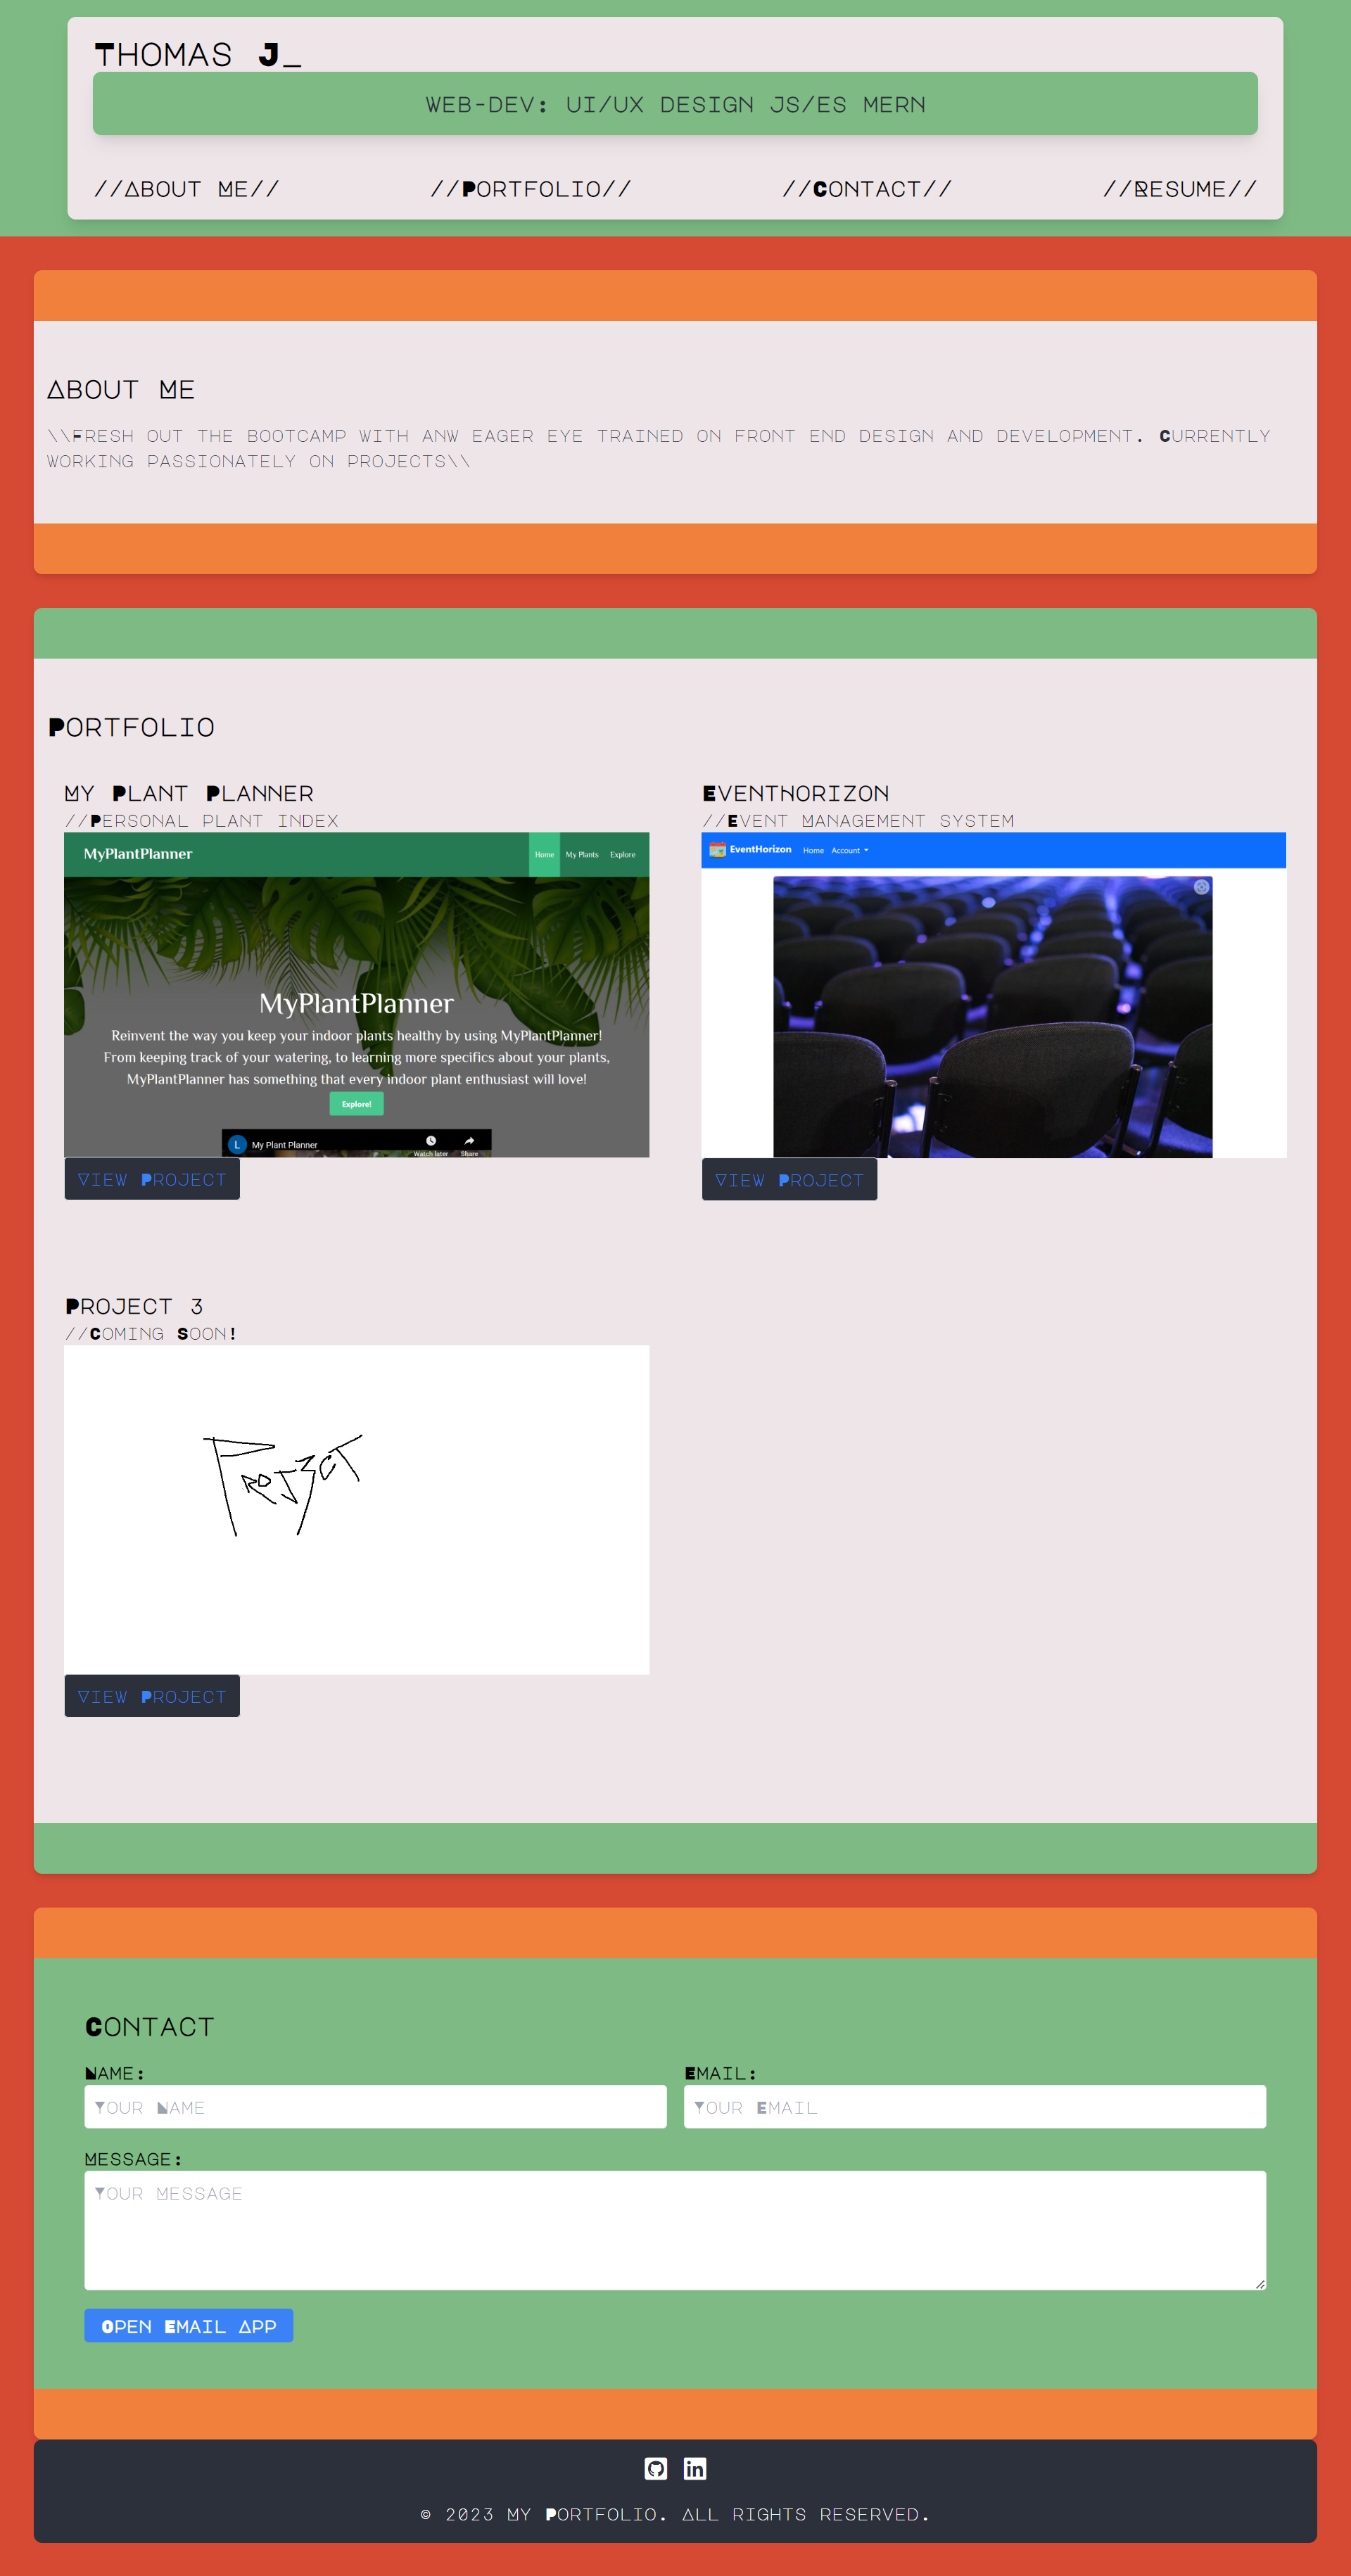 Thomas J_
Web-Dev: UI/UX Design JS/ES MERN
//About Me// //Portfolio// //Contact// //Resume//
About Me
\\Fresh out the bootcamp with anw eager eye trained on front end design and development. Currently
working passionately on projects\\
Portfolio
My Plant Planner
//Personal plant index
MyPlantPlanner Home My Plants Explore
MyPlantPlanner
Reinvent the way you keep your indoor plants healthy by using MyPlantPlanner!
From keeping track of your watering, to learning more specifics about your plants,
MyPlantPlanner has something that every indoor plant enthusiast will love!
Explore!
L My Plant Planner Watch later Share
View Project
EventHorizon
//Event Management System
EventHorizon Home Account
View Project
Project 3
//Coming Soon!
Project
View Project
Contact
Name: Email:
Your Name Your Email
Message:
Your Message
Open Email App
© 2023 My Portfolio. All rights reserved.